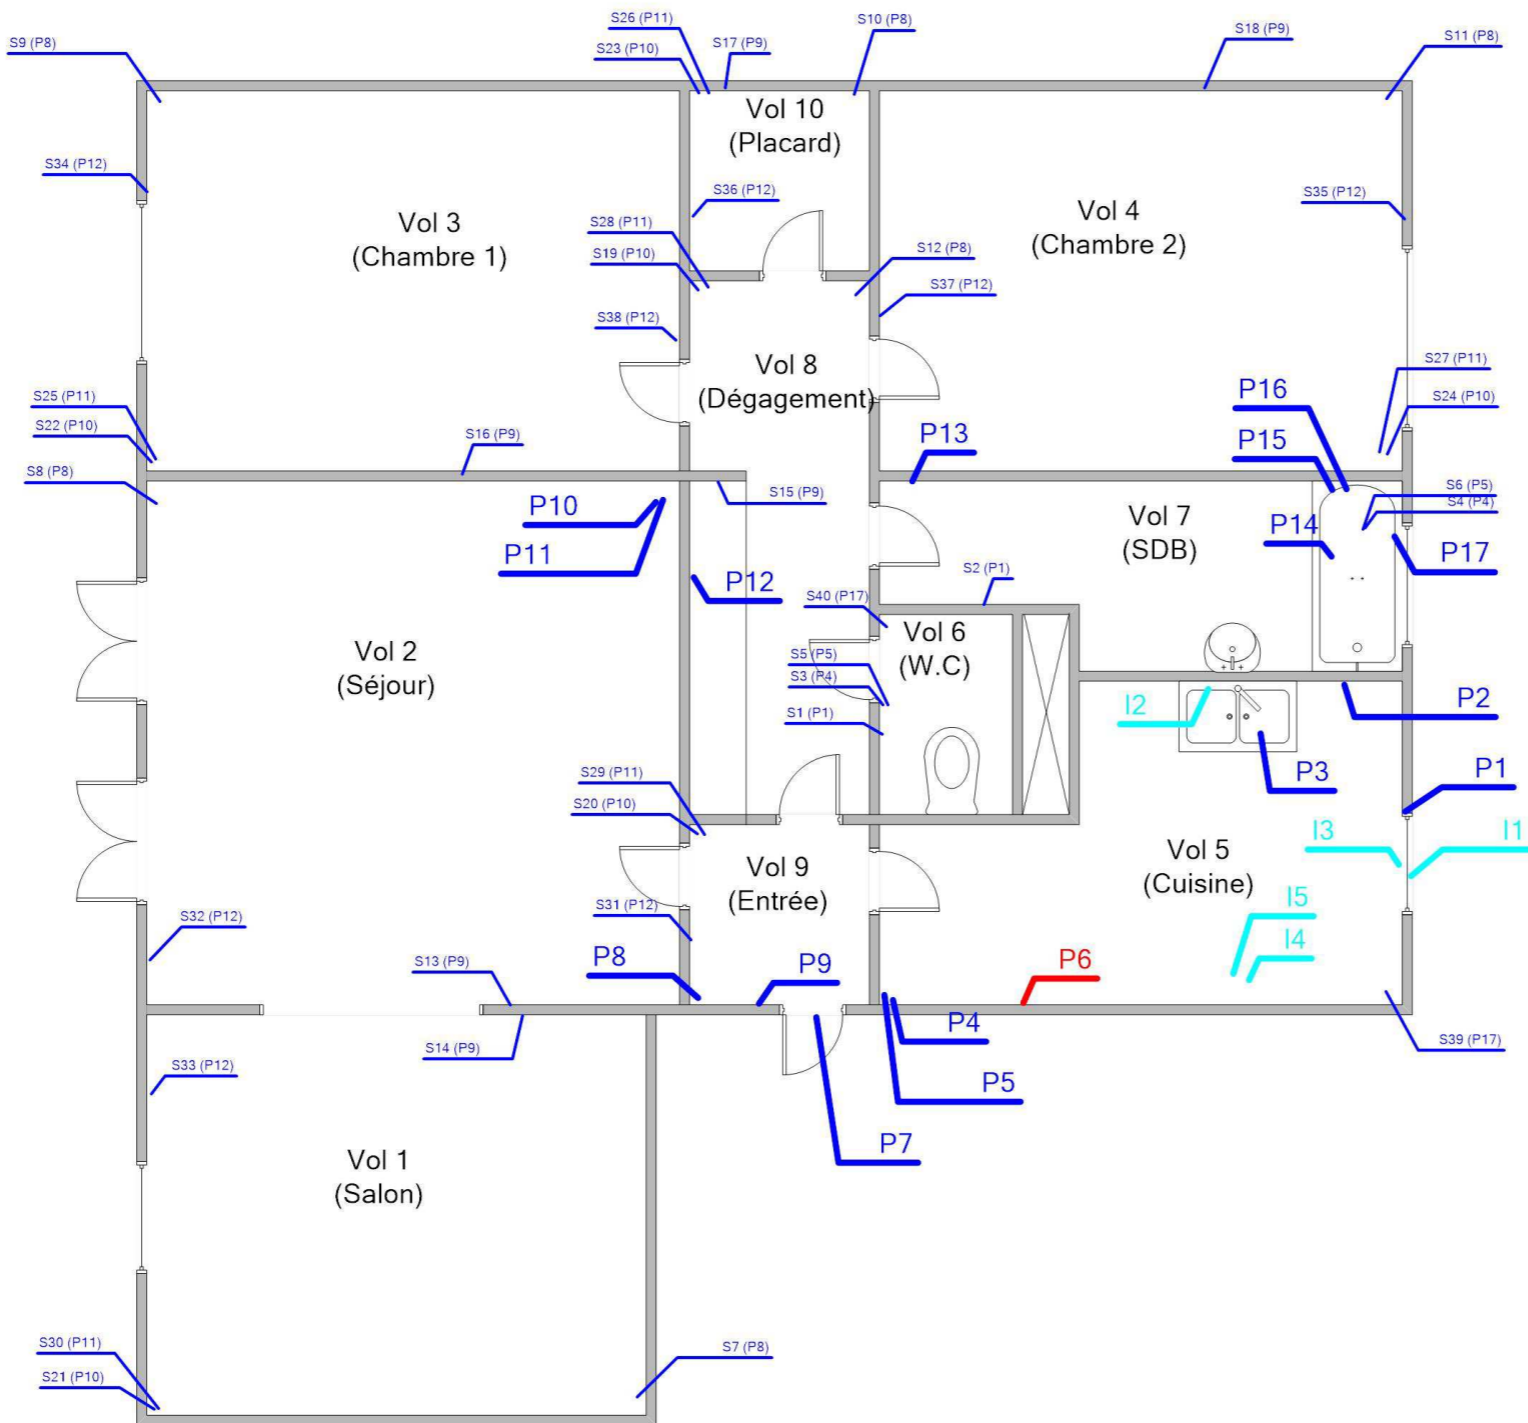 S26 (P11)
S10 (P8)
S9 (P8)
S23 (P10)
S17 (P9)
S18 (P9)
S11 (P8)
Vol 10
(Placard)
S34 (P12)
S36 (P12)
S35 (P12)
Vol 3
(Chambre 1)
S28 (P11)
S19 (P10)
Vol 4
(Chambre 2)
S12 (P8)
S37 (P12)
S38 (P12)
Vol 8
(Dégagement)
S27 (P11)
S24 (P10)
P16
S25 (P11)
S22 (P10)
S16 (P9)
P13
P15
S8 (P8)
S15 (P9)
S6 (P5)
S4 (P4)
P10
Vol 7
(SDB)
P14
P17
P11
P12
S2 (P1)
S40 (P17)
Vol 2
(Séjour)
Vol 6
(W.C)
S5 (P5)
S3 (P4)
S1 (P1)
I2
P2
P3
P1
S29 (P11)
S20 (P10)
I3
I1
Vol 9
(Entrée)
Vol 5
(Cuisine)
S32 (P12)
S31 (P12)
I5
I4
P8
S13 (P9)
P9
P6
S14 (P9)
P4
S39 (P17)
S33 (P12)
P5
P7
Vol 1
(Salon)
S30 (P11)
S21 (P10)
S7 (P8)